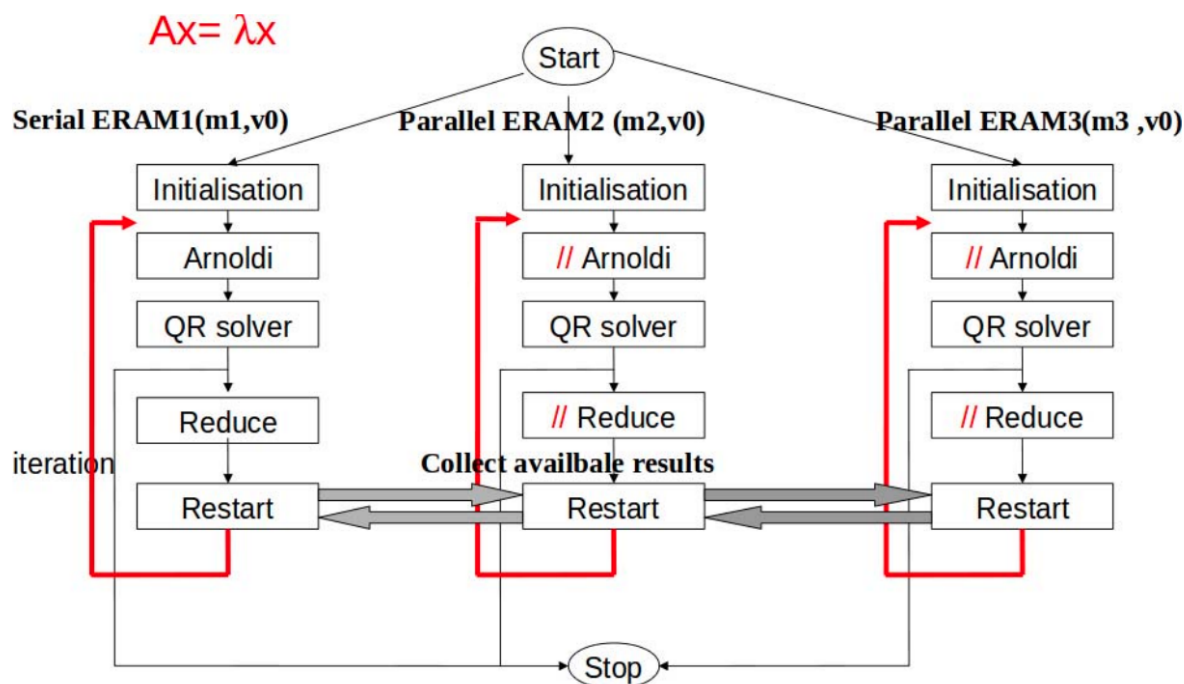 Ax= λx
Start
Serial ERAM1(m1,v0)
Parallel ERAM2 (m2,v0)
Parallel ERAM3(m3 ,v0)
Initialisation
Initialisation
Initialisation
Arnoldi
// Arnoldi
// Arnoldi
QR solver
QR solver
QR solver
Reduce
// Reduce
// Reduce
iteration
Collect availbale results
Restart
Restart
Restart
Stop